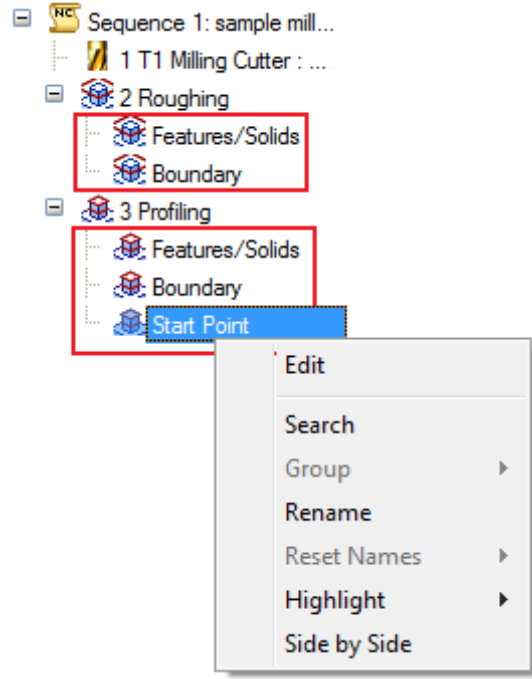 NC
Sequence 1: sample mill...
1 T1 Milling Cutter : ...
2 Roughing
Features/Solids
Boundary
3 Profiling
Features/Solids
Boundary
Start Point
Edit
Search
Group
Rename
Reset Names
Highlight
Side by Side